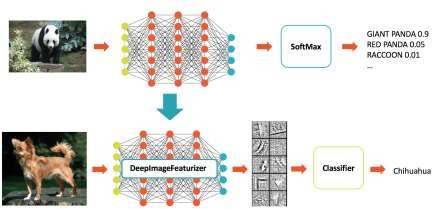 SoftMax
GIANT PANDA 0.9
RED PANDA 0.05
RACCOON 0.01
...
DeepImageFeaturizer
Classifier
Chihuahua